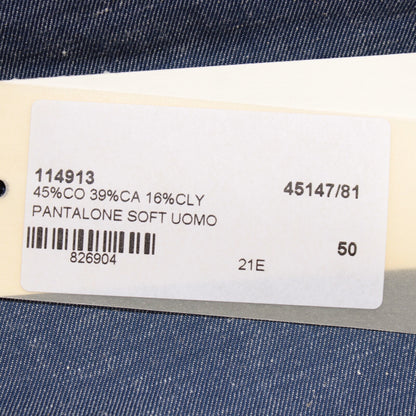 114913
45%CO 39%CA 16%CLY 45147/81
PANTALONE SOFT UOMO
826904 21E 50